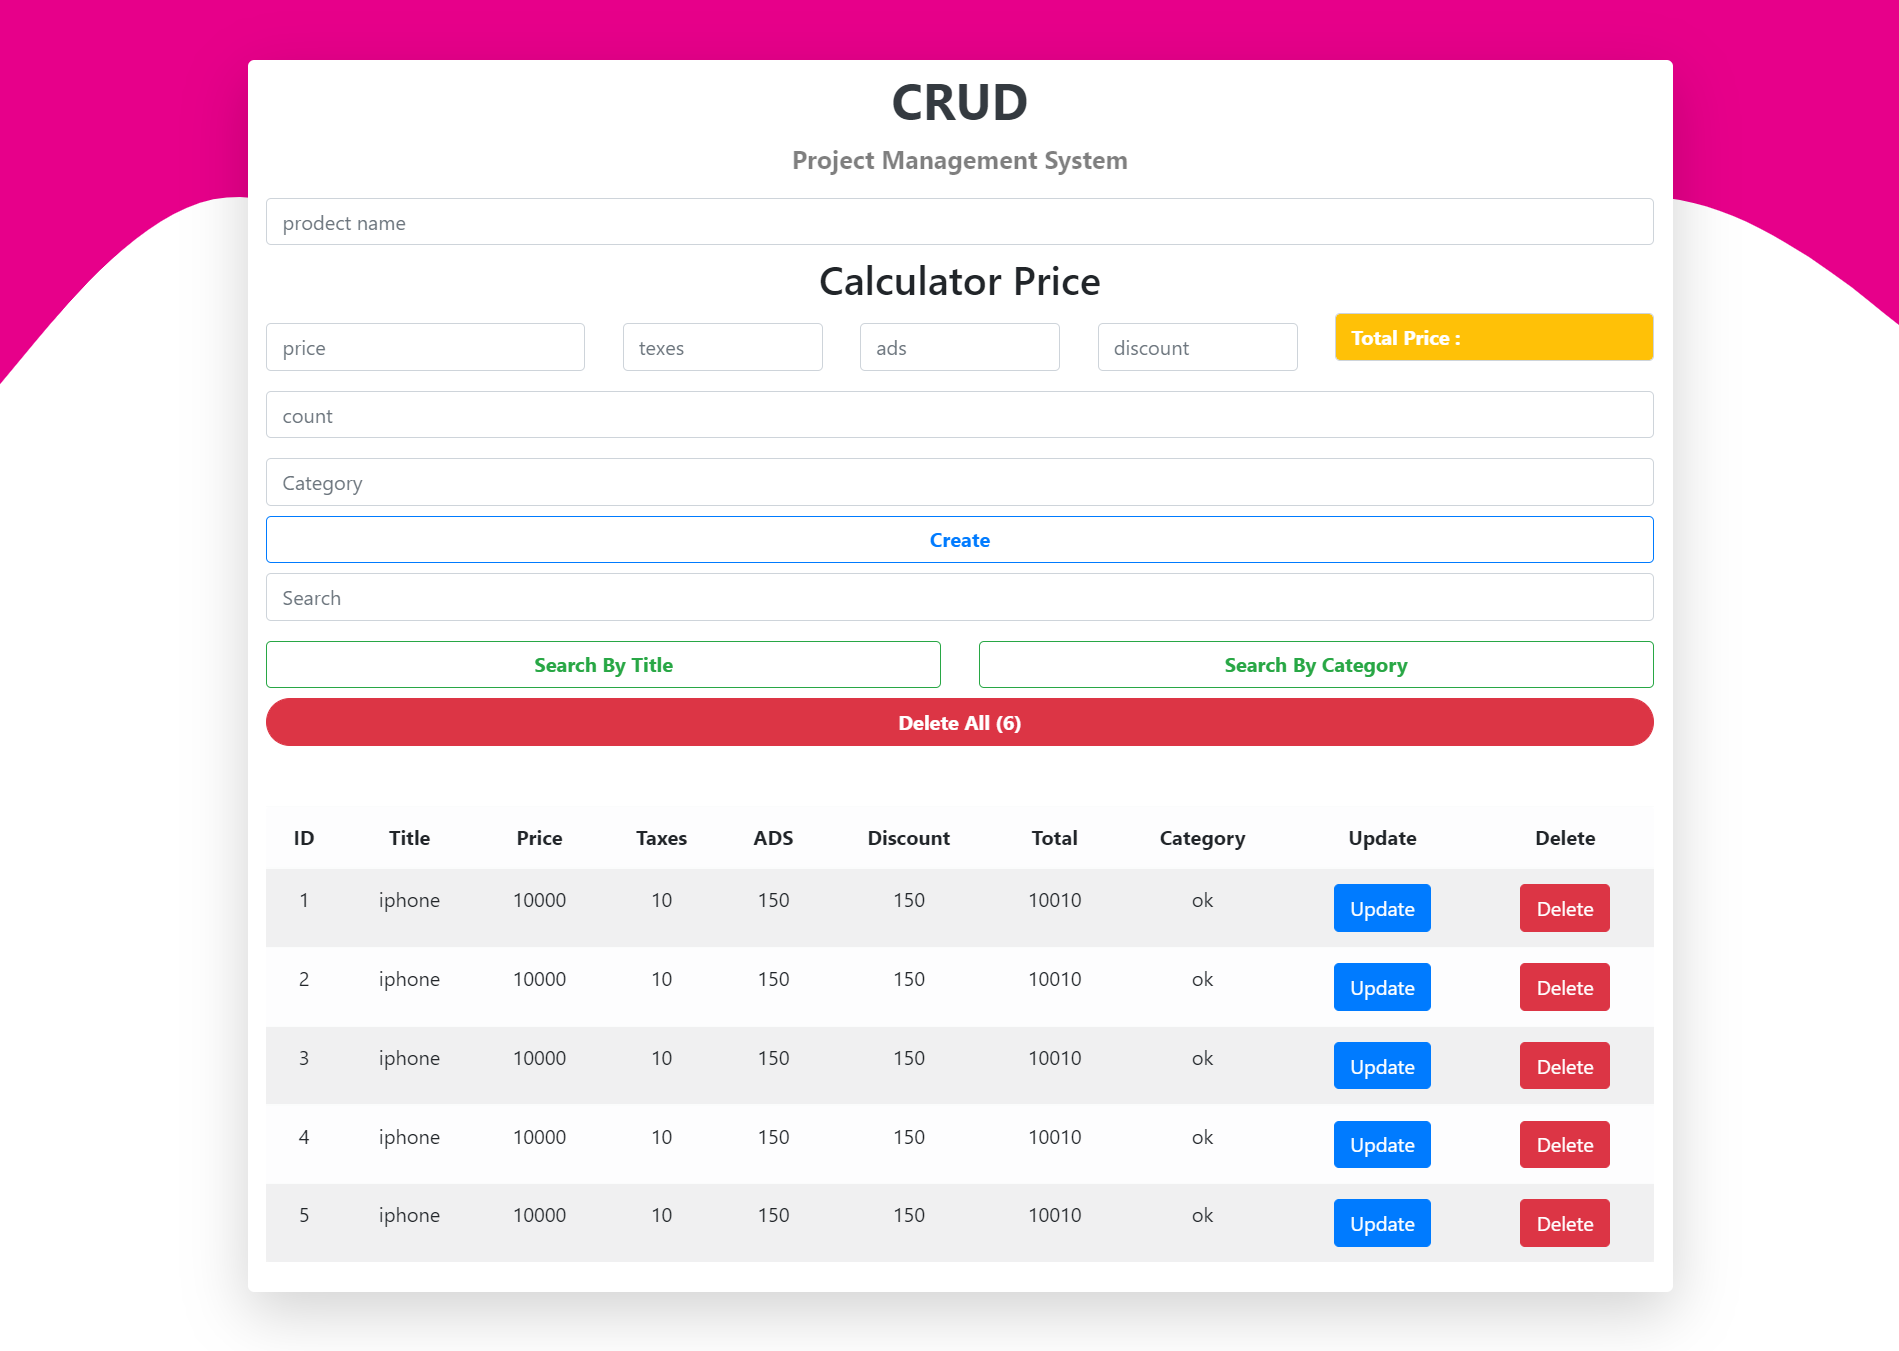 CRUD
Project Management System
prodect name
Calculator Price
price texes ads discount Total Price :
count
Category
Create
Search
Search By Title Search By Category
Delete All (6)
ID Title Price Taxes ADS Discount Total Category Update Delete
1 iphone 10000 10 150 150 10010 ok Update Delete
2 iphone 10000 10 150 150 10010 ok Update Delete
3 iphone 10000 10 150 150 10010 ok Update Delete
4 iphone 10000 10 150 150 10010 ok Update Delete
5 iphone 10000 10 150 150 10010 ok Update Delete